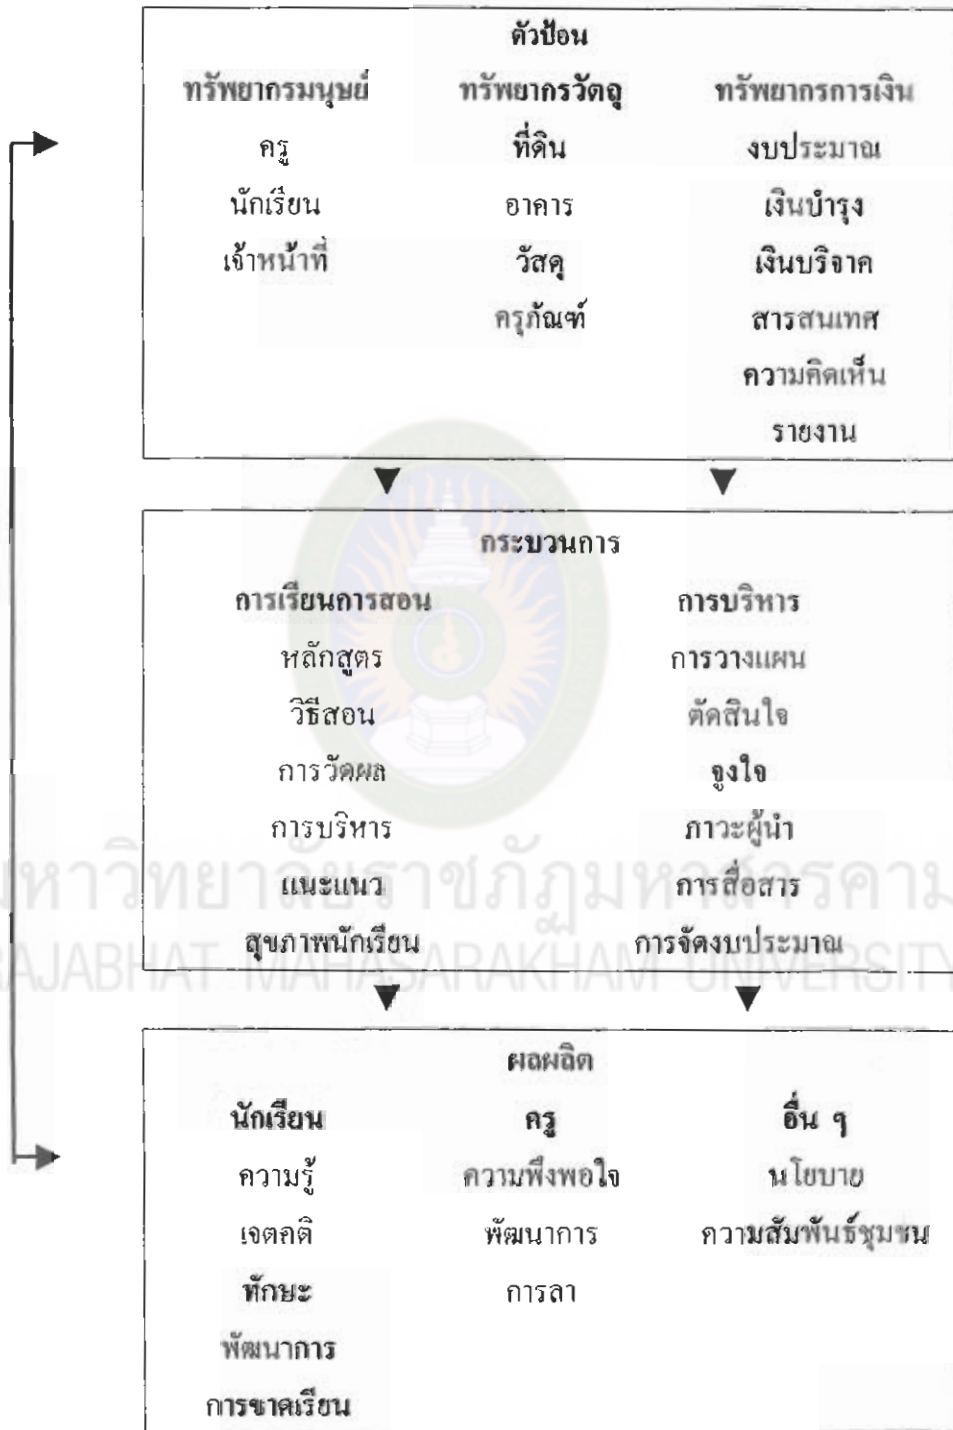 ตัวป้อน
ทรัพยากรมนุษย์ ทรัพยากรวัตถุ ทรัพยากรการเงิน
ครู ที่ดิน งบประมาณ
นักเรียน อาคาร เงินบำรุง
เจ้าหน้าที่ วัสดุ เงินบริจาค
ครุภัณฑ์ สารสนเทศ
ความคิดเห็น
รายงาน
กระบวนการ
การเรียนการสอน การบริหาร
หลักสูตร การวางแผน
วิธีสอน ตัดสินใจ
การวัดผล จูงใจ
การบริหาร ภาวะผู้นำ
มหาวิทยาลัยราชภัฏมหาสารคาม
แนะแนว การสื่อสาร
สุขภาพนักเรียน การจัดงบประมาณ
RAJABHAT MAHASARAKHAM UNIVERSITY
ผลผลิต
นักเรียน ครู อื่น ๆ
ความรู้ ความพึงพอใจ นโยบาย
เจตคติ พัฒนาการ ความสัมพันธ์ชุมชน
ทักษะ การลา
พัฒนาการ
การขาดเรียน